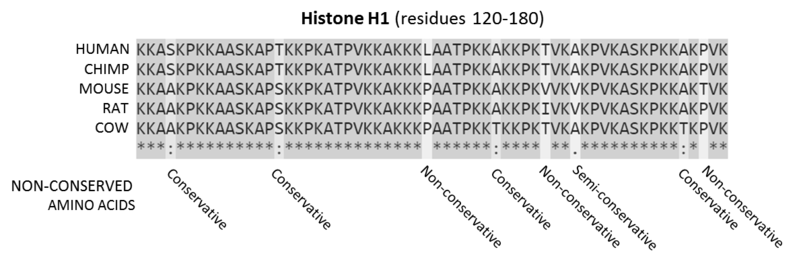 Histone H1 (residues 120-180)
HUMAN KKASKPKKAASKAPTKKPKATPVKKAKKKLAATPKKAKKPKTVKAKPVKASKPKKAKPVK
CHIMP KKASKPKKAASKAPTKKPKATPVKKAKKKLAATPKKAKKPKTVKAKPVKASKPKKAKPVK
MOUSE KKAAKPKKAASKAPSKKPKATPVKKAKKKPAATPKKAKKPKVVKVKPVKASKPKKAKTVK
RAT KKAAKPKKAASKAPSKKPKATPVKKAKKKPAATPKKAKKPKIVKVKPVKASKPKKAKPVK
COW KKAAKPKKAASKAPSKKPKATPVKKAKKKPAATPKKTKKPKTVKAKPVKASKPKKTKPVK
***:**********:************** ******:**** **.**********:* **
NON-CONSERVED
AMINO ACIDS
Conservative
Conservative
Non-conservative
Conservative
Non-conservative
Semi-conservative
Conservative
Non-conservative